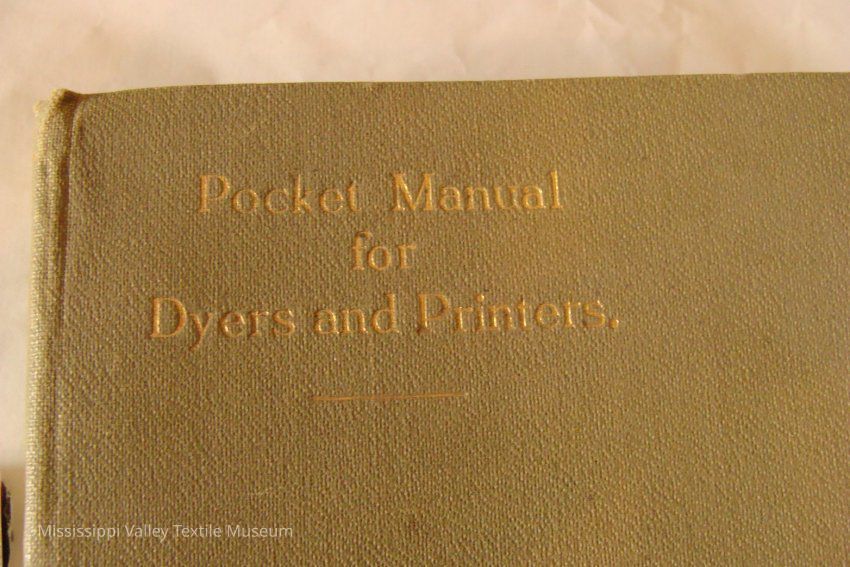 Pocket Manual
for
Dyers and Printers.
Mississippi Valley Textile Museum